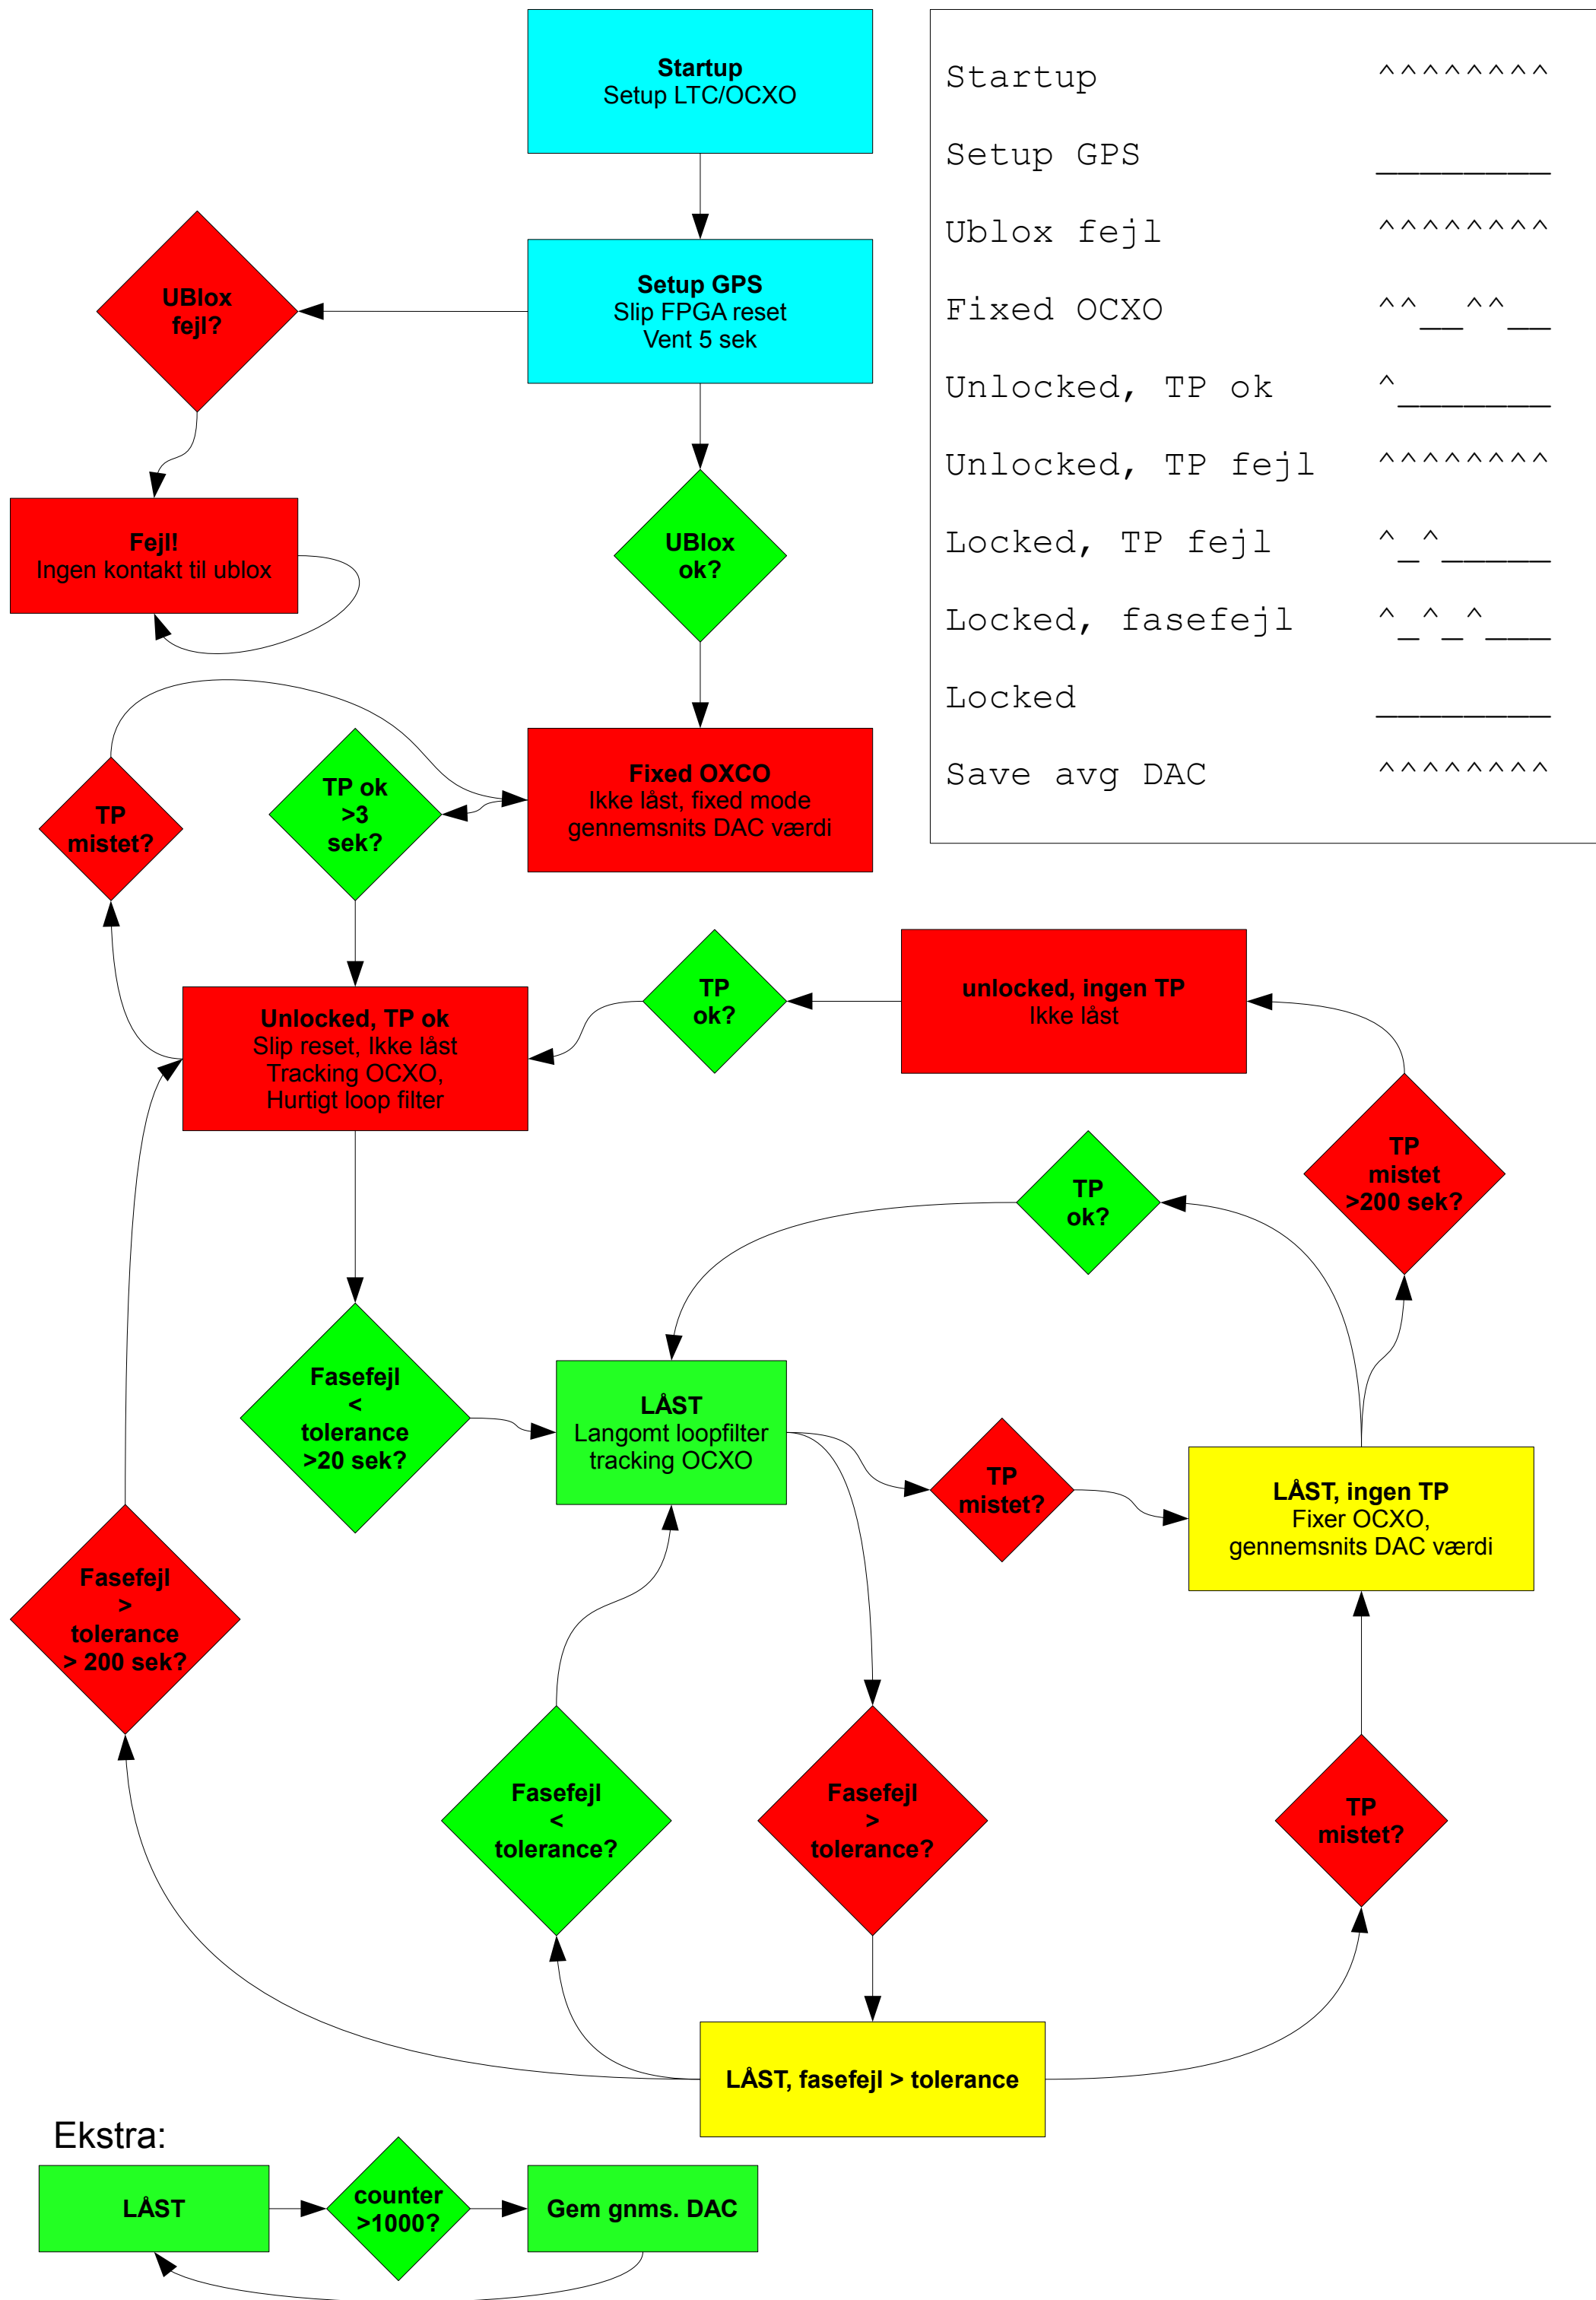 Startup
Setup LTC/OCXO
Startup ^^^^^^^^
Setup GPS ________
Ublox fejl ^^^^^^^^
Fixed OCXO ^^__^^__
Unlocked, TP ok ^_______
Unlocked, TP fejl ^^^^^^^^
Locked, TP fejl ^_^_____
Locked, fasefejl ^_^_^___
Locked ________
Save avg DAC ^^^^^^^^
Setup GPS
Slip FPGA reset
Vent 5 sek
UBlox
fejl?
Fejl!
Ingen kontakt til ublox
UBlox
ok?
Fixed OXCO
Ikke låst, fixed mode
gennemsnits DAC værdi
TP ok
>3
sek?
TP
mistet?
Unlocked, TP ok
Slip reset, Ikke låst
Tracking OCXO,
Hurtigt loop filter
TP
ok?
unlocked, ingen TP
Ikke låst
TP
mistet
>200 sek?
TP
ok?
Fasefejl
<
tolerance
>20 sek?
LÅST
Langomt loopfilter
tracking OCXO
TP
mistet?
LÅST, ingen TP
Fixer OCXO,
gennemsnits DAC værdi
Fasefejl
>
tolerance
> 200 sek?
Fasefejl
<
tolerance?
Fasefejl
>
tolerance?
TP
mistet?
LÅST, fasefejl > tolerance
Ekstra:
LÅST
counter
>1000?
Gem gnms. DAC